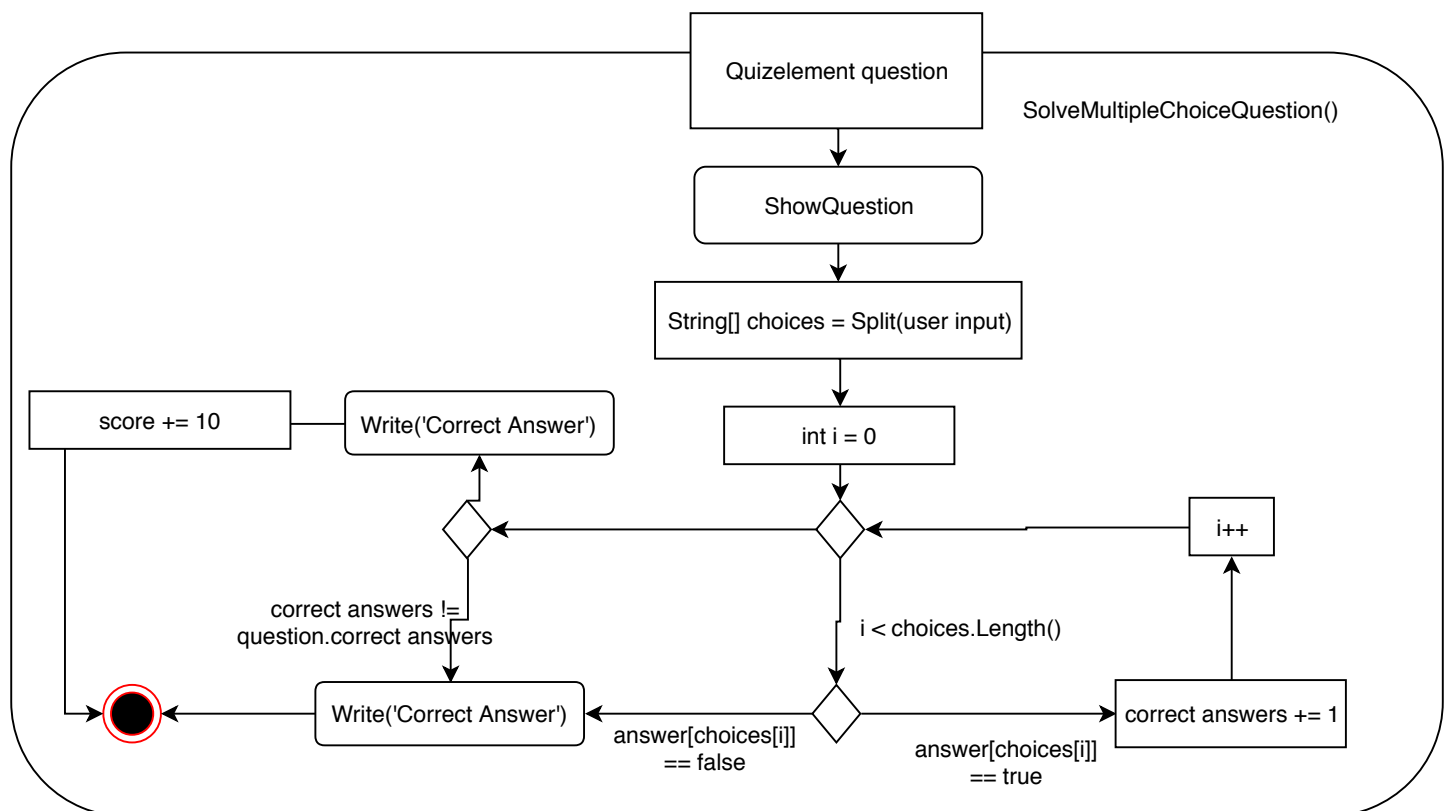 Quizelement question
SolveMultipleChoiceQuestion()
ShowQuestion
String[] choices = Split(user input)
score += 10
Write('Correct Answer')
int i = 0
i++
correct answers !=
question.correct answers
i < choices.Length()
Write('Correct Answer')
answer[choices[i]]
== false
answer[choices[i]]
== true
correct answers += 1